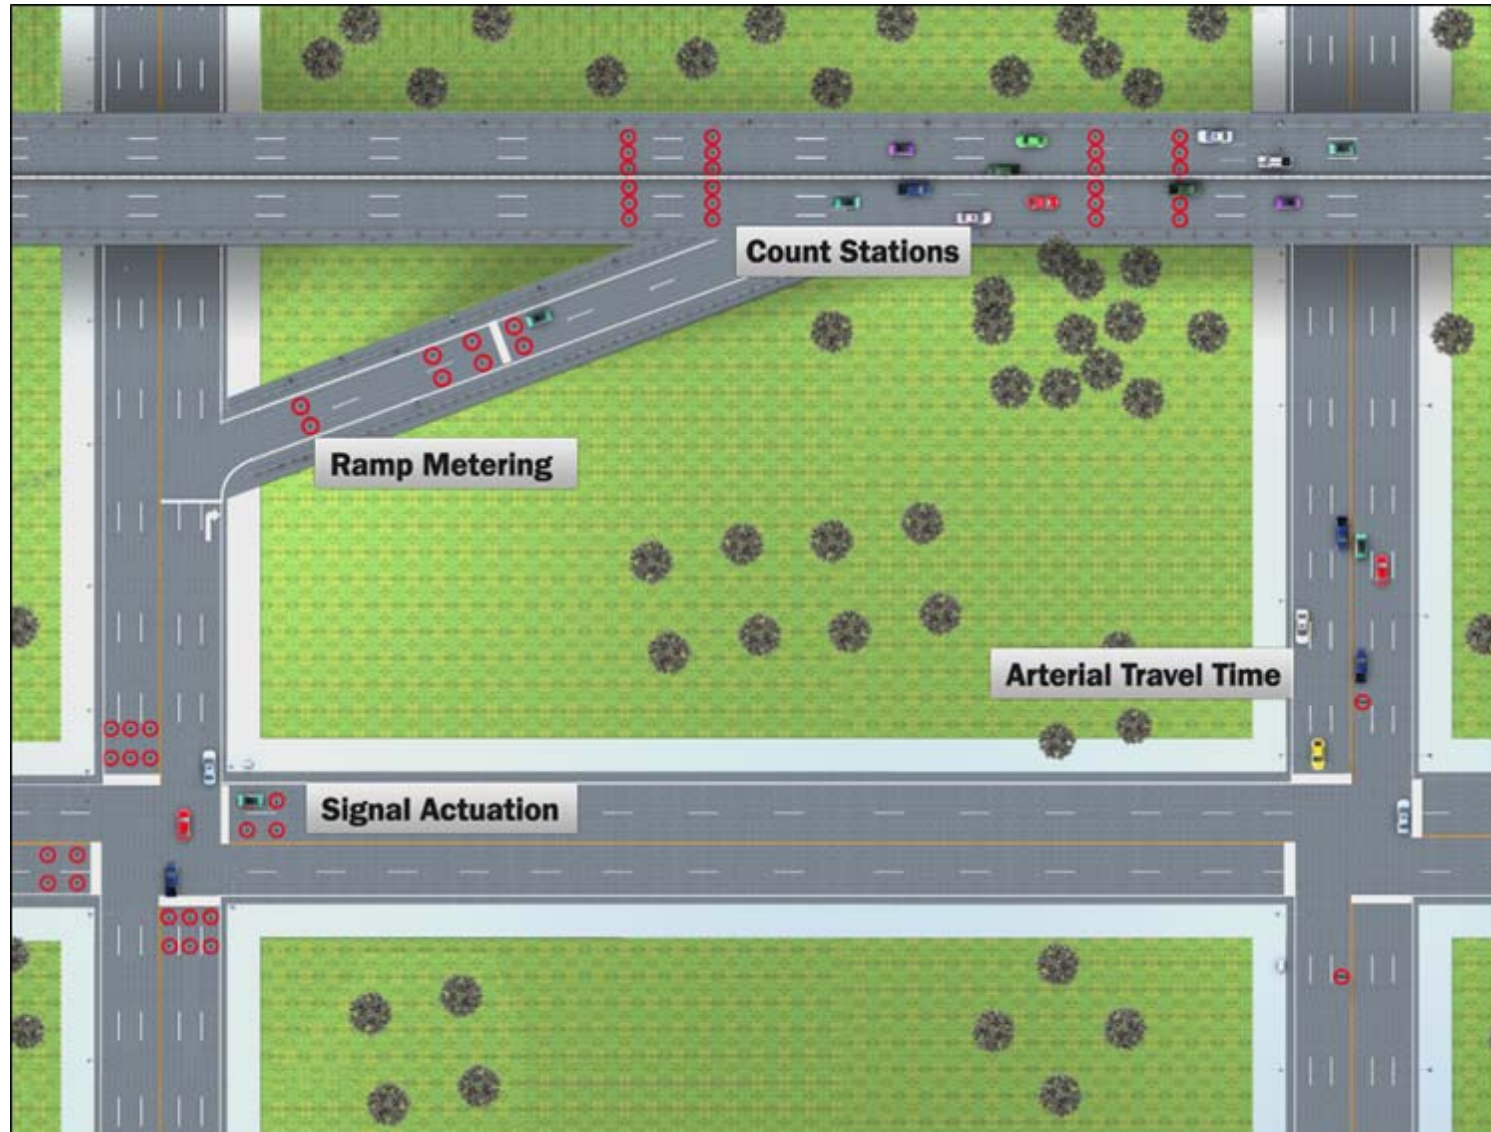 Count Stations
Ramp Metering
Arterial Travel Time
Signal Actuation